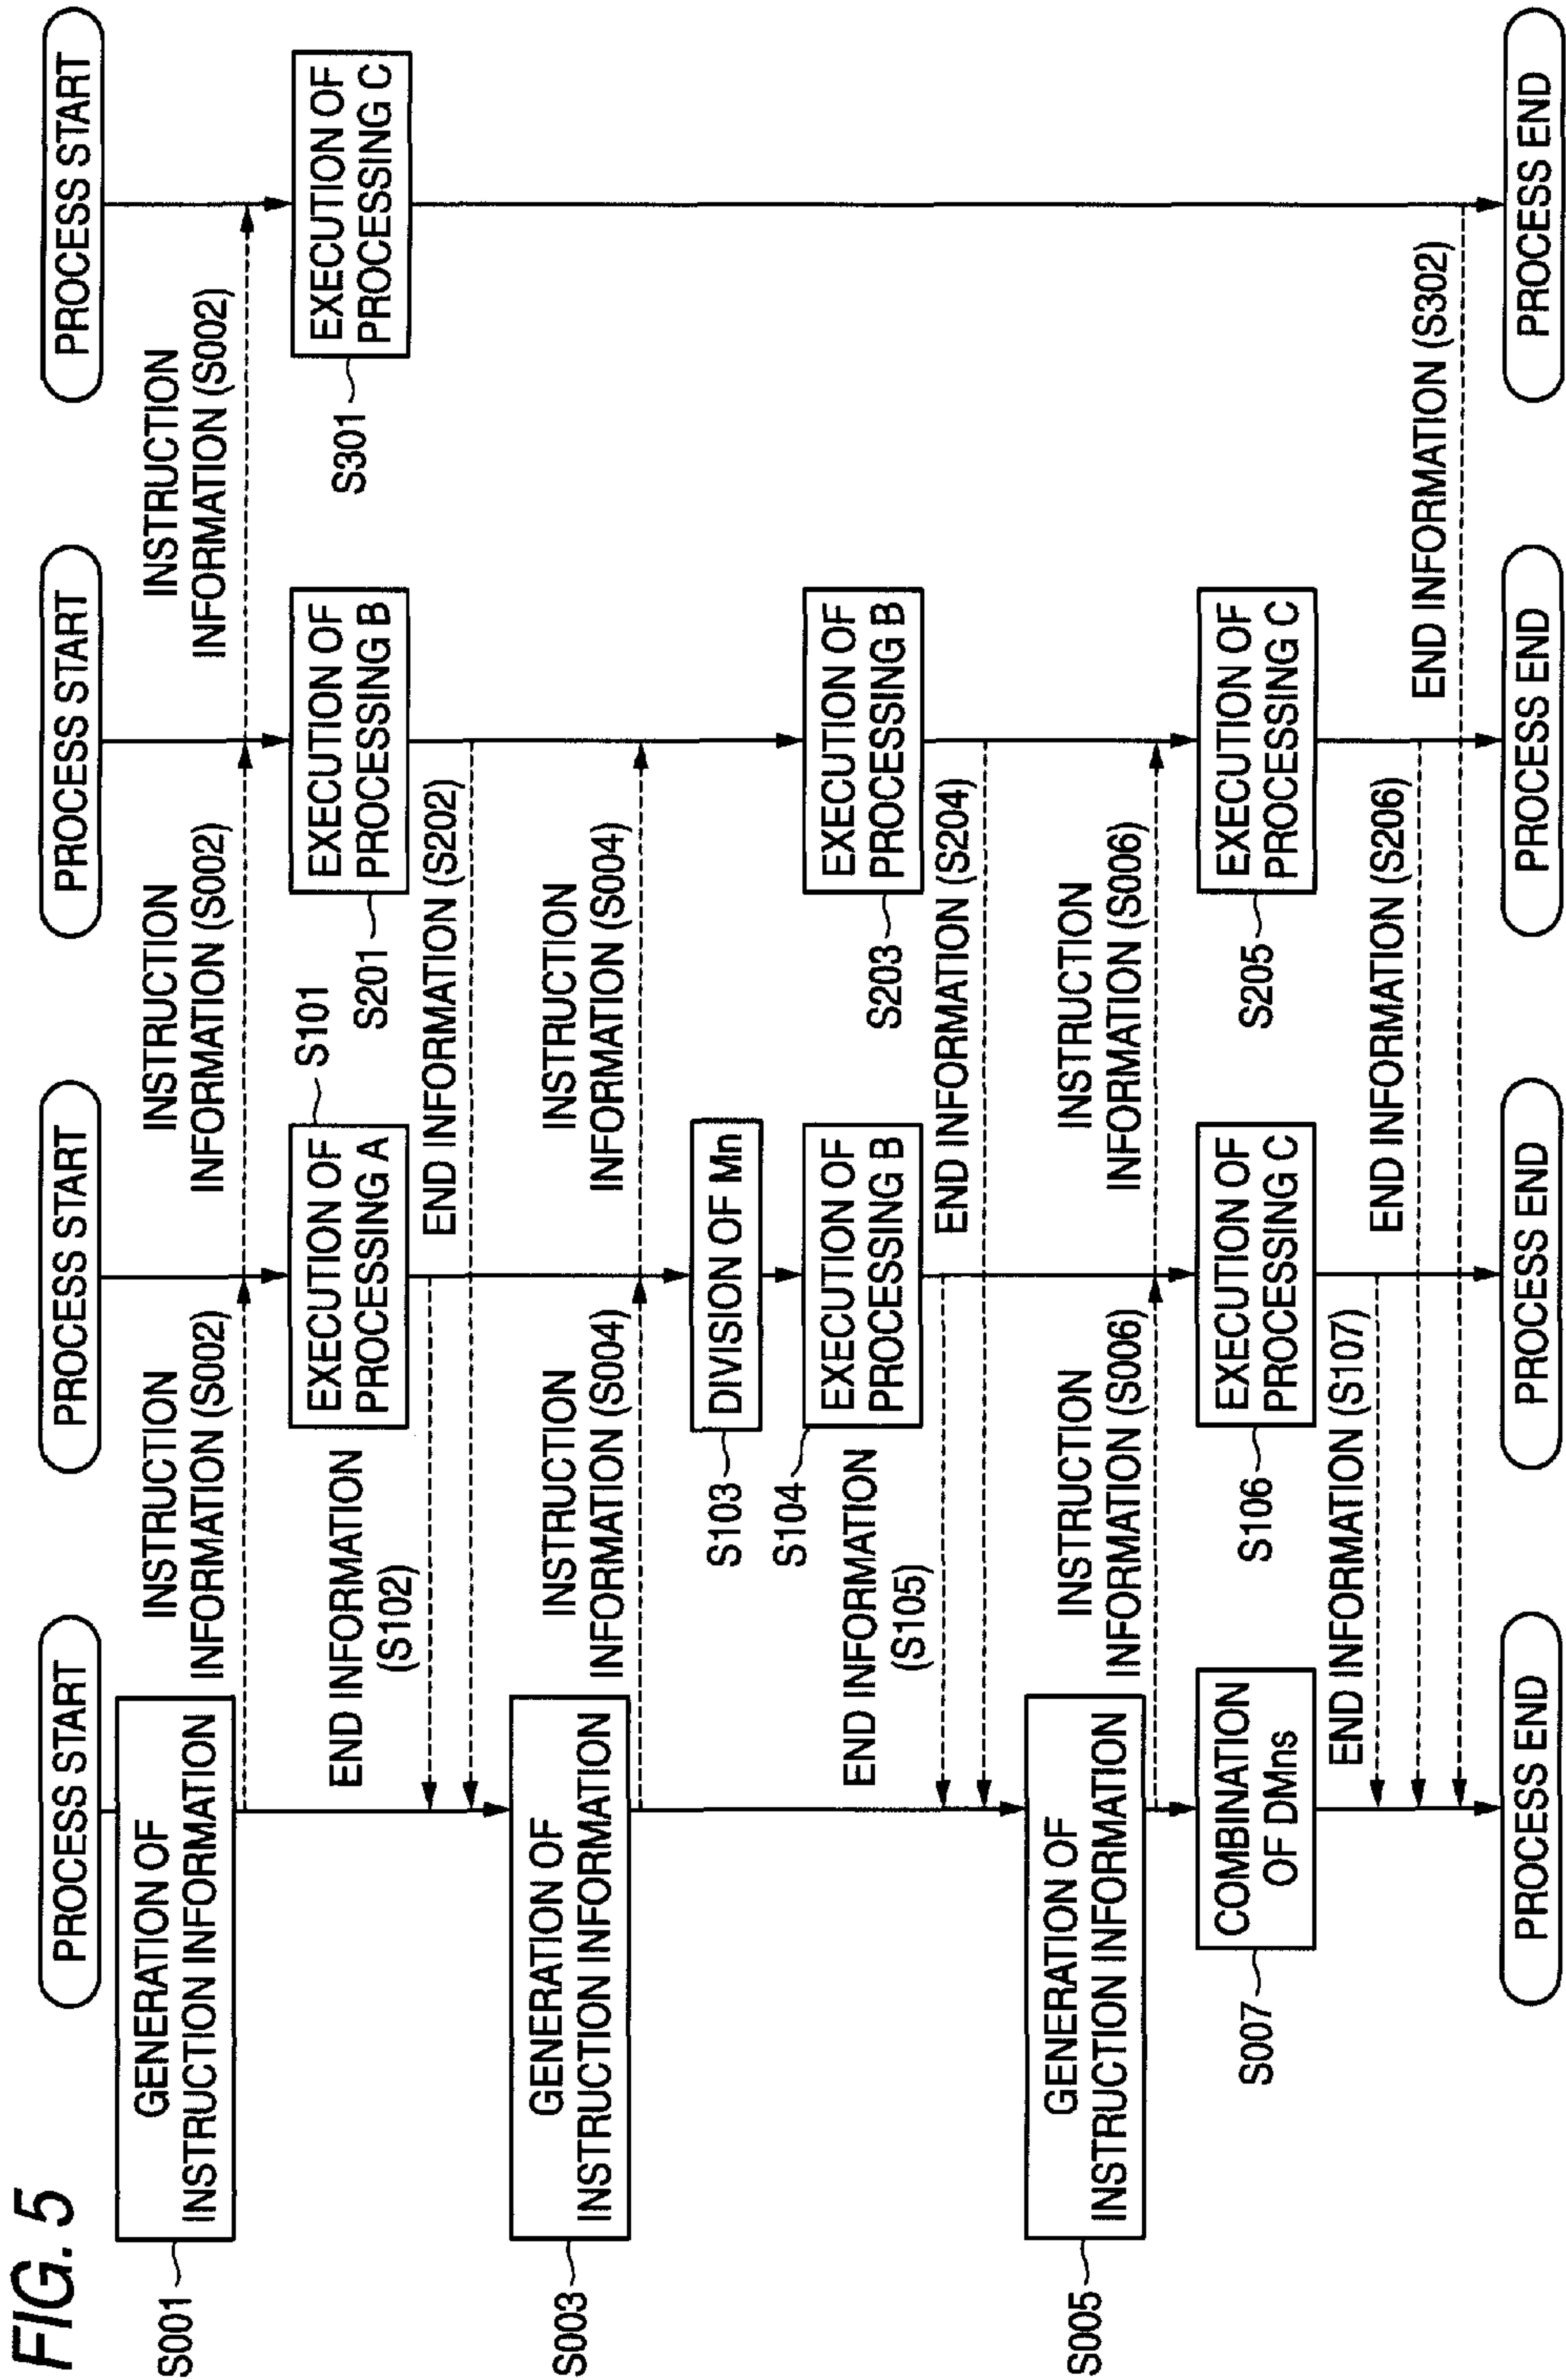 FIG. 5
PROCESS START
PROCESS START
PROCESS START
PROCESS START
S001
GENERATION OF
INSTRUCTION INFORMATION
INSTRUCTION
INFORMATION (S002)
INSTRUCTION
INFORMATION (S002)
INSTRUCTION
INFORMATION (S002)
EXECUTION OF
PROCESSING A
S101
EXECUTION OF
PROCESSING B
S201
EXECUTION OF
PROCESSING C
S301
END INFORMATION
(S102)
END INFORMATION (S202)
S003
GENERATION OF
INSTRUCTION INFORMATION
INSTRUCTION
INFORMATION (S004)
INSTRUCTION
INFORMATION (S004)
S103
DIVISION OF Mn
S104
EXECUTION OF
PROCESSING B
S203
EXECUTION OF
PROCESSING B
END INFORMATION
(S105)
END INFORMATION (S204)
S005
GENERATION OF
INSTRUCTION INFORMATION
INSTRUCTION
INFORMATION (S006)
INSTRUCTION
INFORMATION (S006)
S007
COMBINATION
OF DMns
S106
EXECUTION OF
PROCESSING C
S205
EXECUTION OF
PROCESSING C
END INFORMATION (S107)
END INFORMATION (S206)
END INFORMATION (S302)
PROCESS END
PROCESS END
PROCESS END
PROCESS END